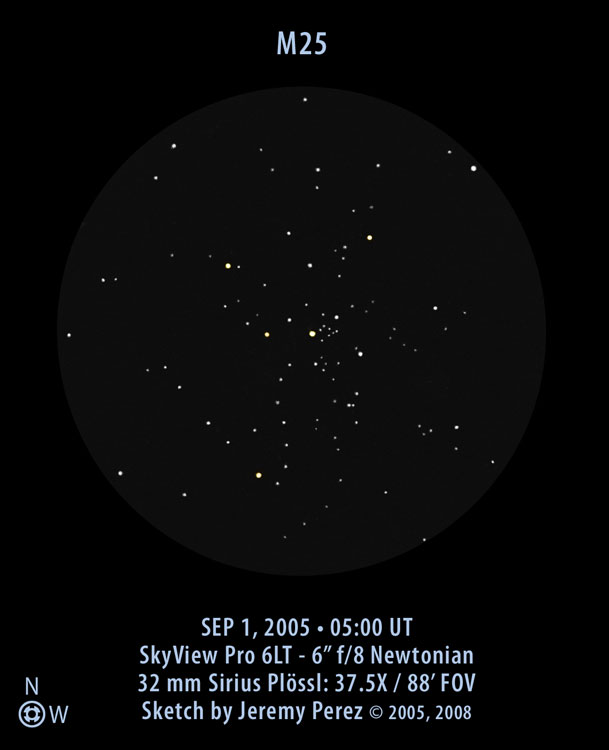 M25
SEP 1, 2005 • 05:00 UT
SkyView Pro 6LT - 6” f/8 Newtonian
32 mm Sirius Plössl: 37.5X / 88’ FOV
Sketch by Jeremy Perez © 2005, 2008
N
W